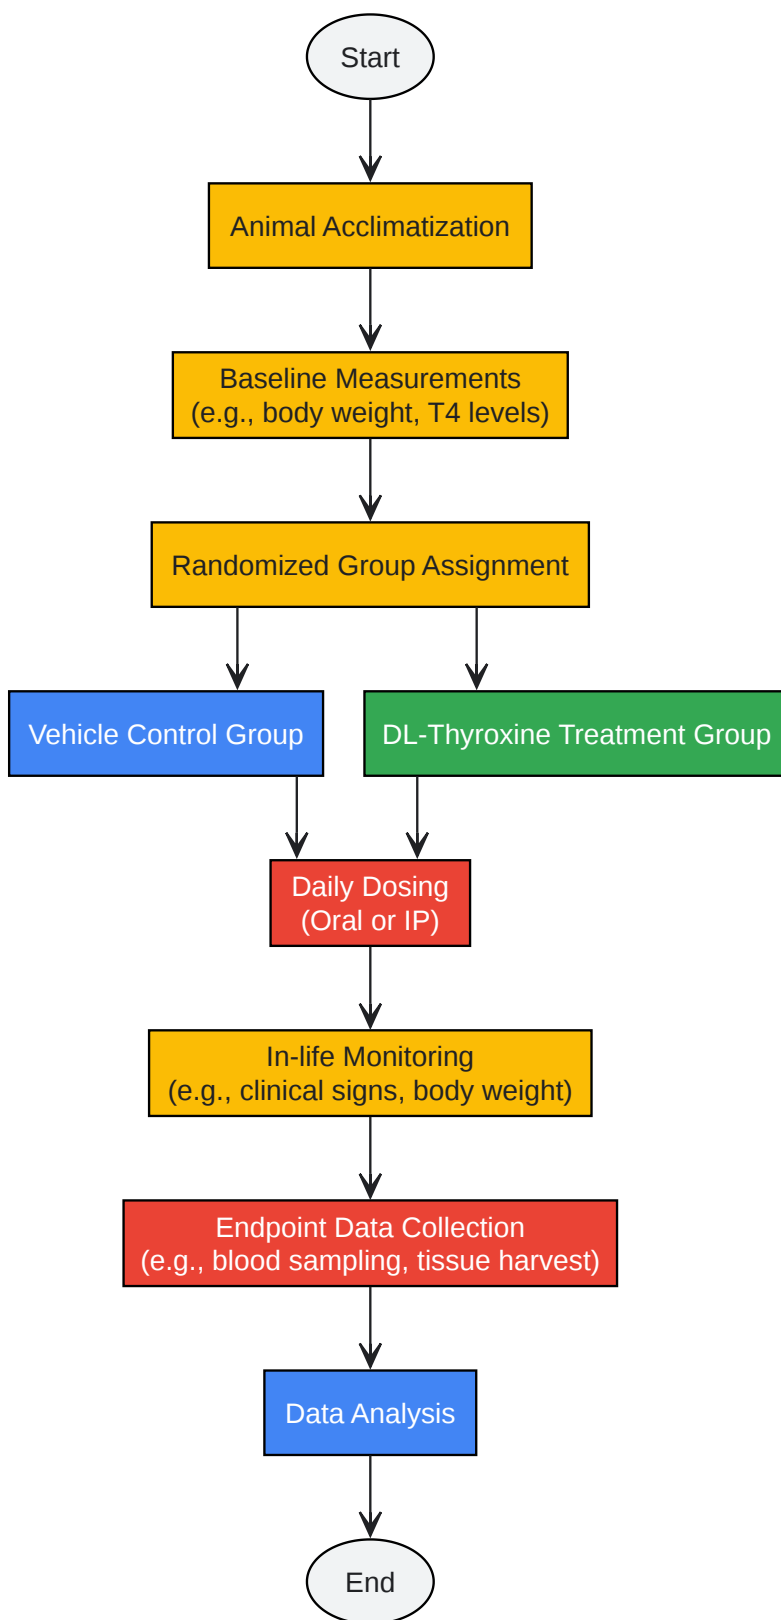 Start
Animal Acclimatization
Baseline Measurements
(e.g., body weight, T4 levels)
Randomized Group Assignment
Vehicle Control Group
DL-Thyroxine Treatment Group
Daily Dosing
(Oral or IP)
In-life Monitoring
(e.g., clinical signs, body weight)
Endpoint Data Collection
(e.g., blood sampling, tissue harvest)
Data Analysis
End